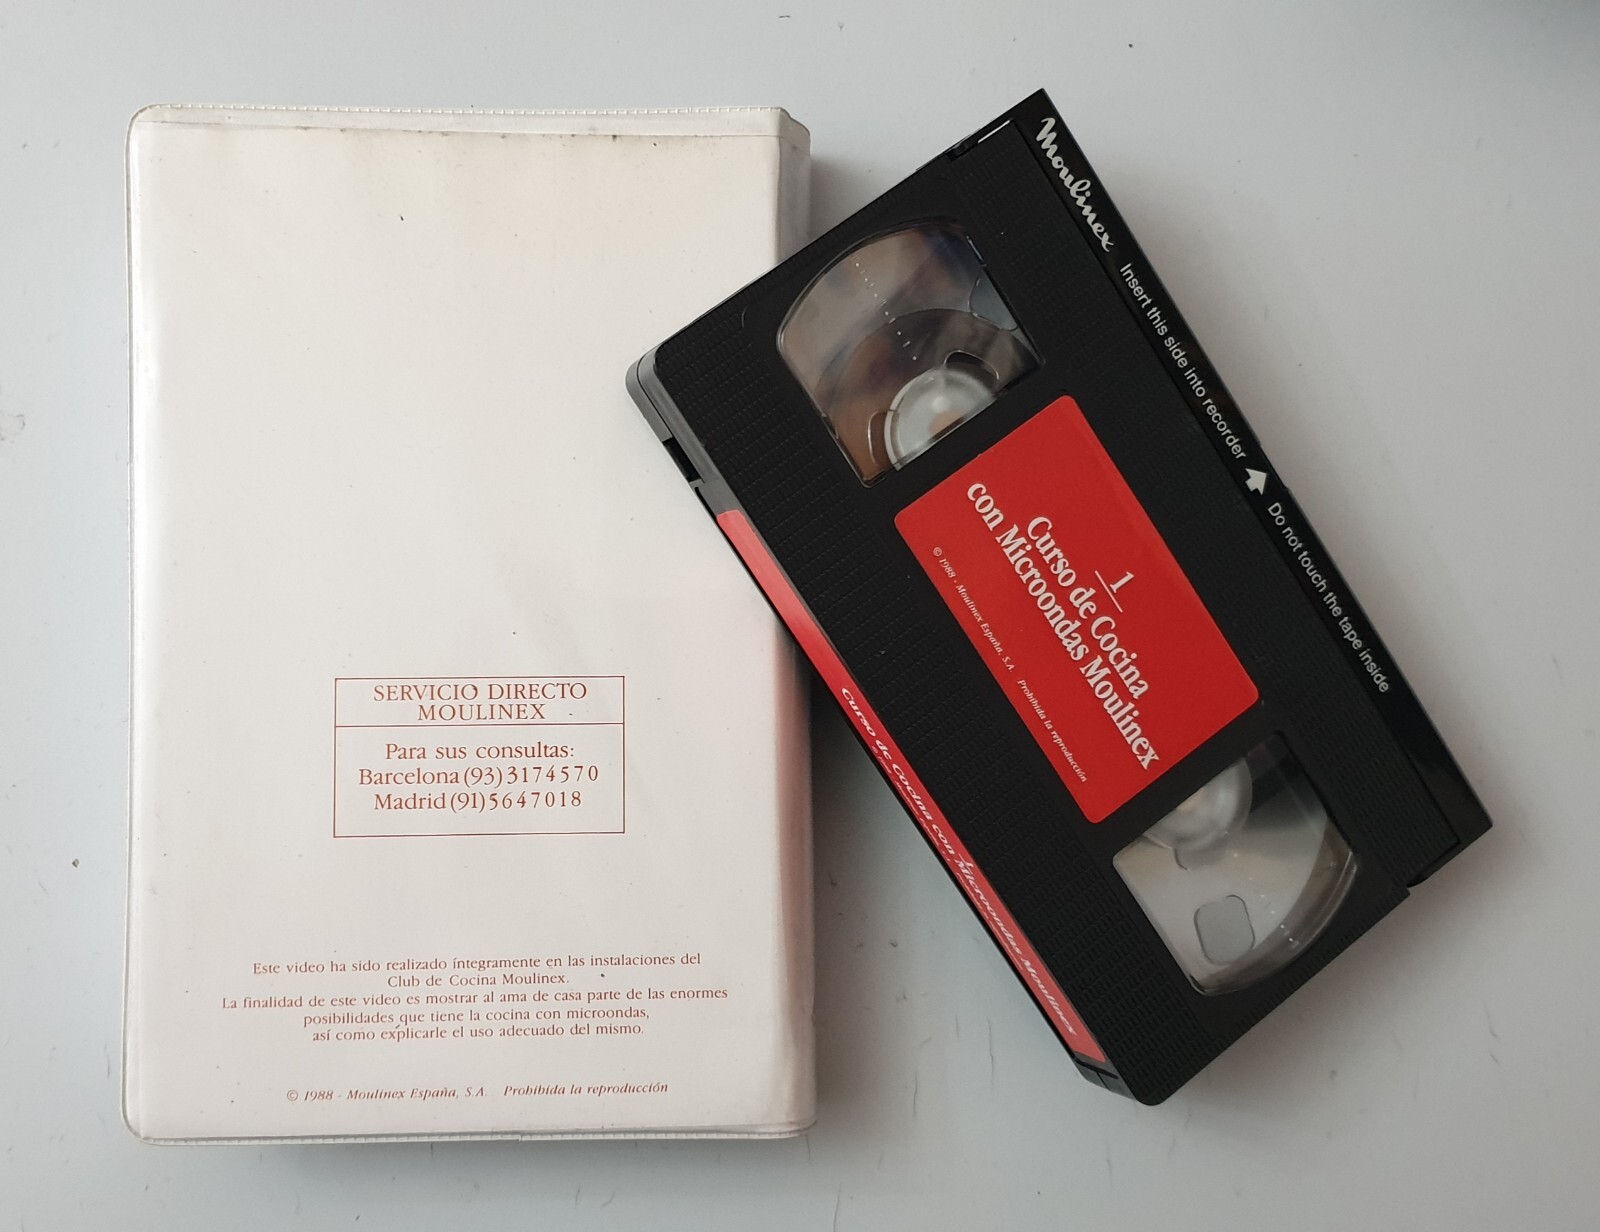 SERVICIO DIRECTO
MOULINEX
Para sus consultas:
Barcelona (93) 3174570
Madrid (91) 5647018
Este video ha sido realizado íntegramente en las instalaciones del
Club de Cocina Moulinex.
La finalidad de este video es mostrar al ama de casa parte de las enormes
posibilidades que tiene la cocina con microondas,
así como explicarle el uso adecuado del mismo.
© 1988 - Moulinex España, S.A. Prohibida la reproducción
Moulinex Insert this side into recorder Do not touch the tape inside
1
Curso de Cocina
con Microondas Moulinex
© 1988 - Moulinex España, S.A. Prohibida la reproducción
1
Curso de Cocina con Microondas Moulinex